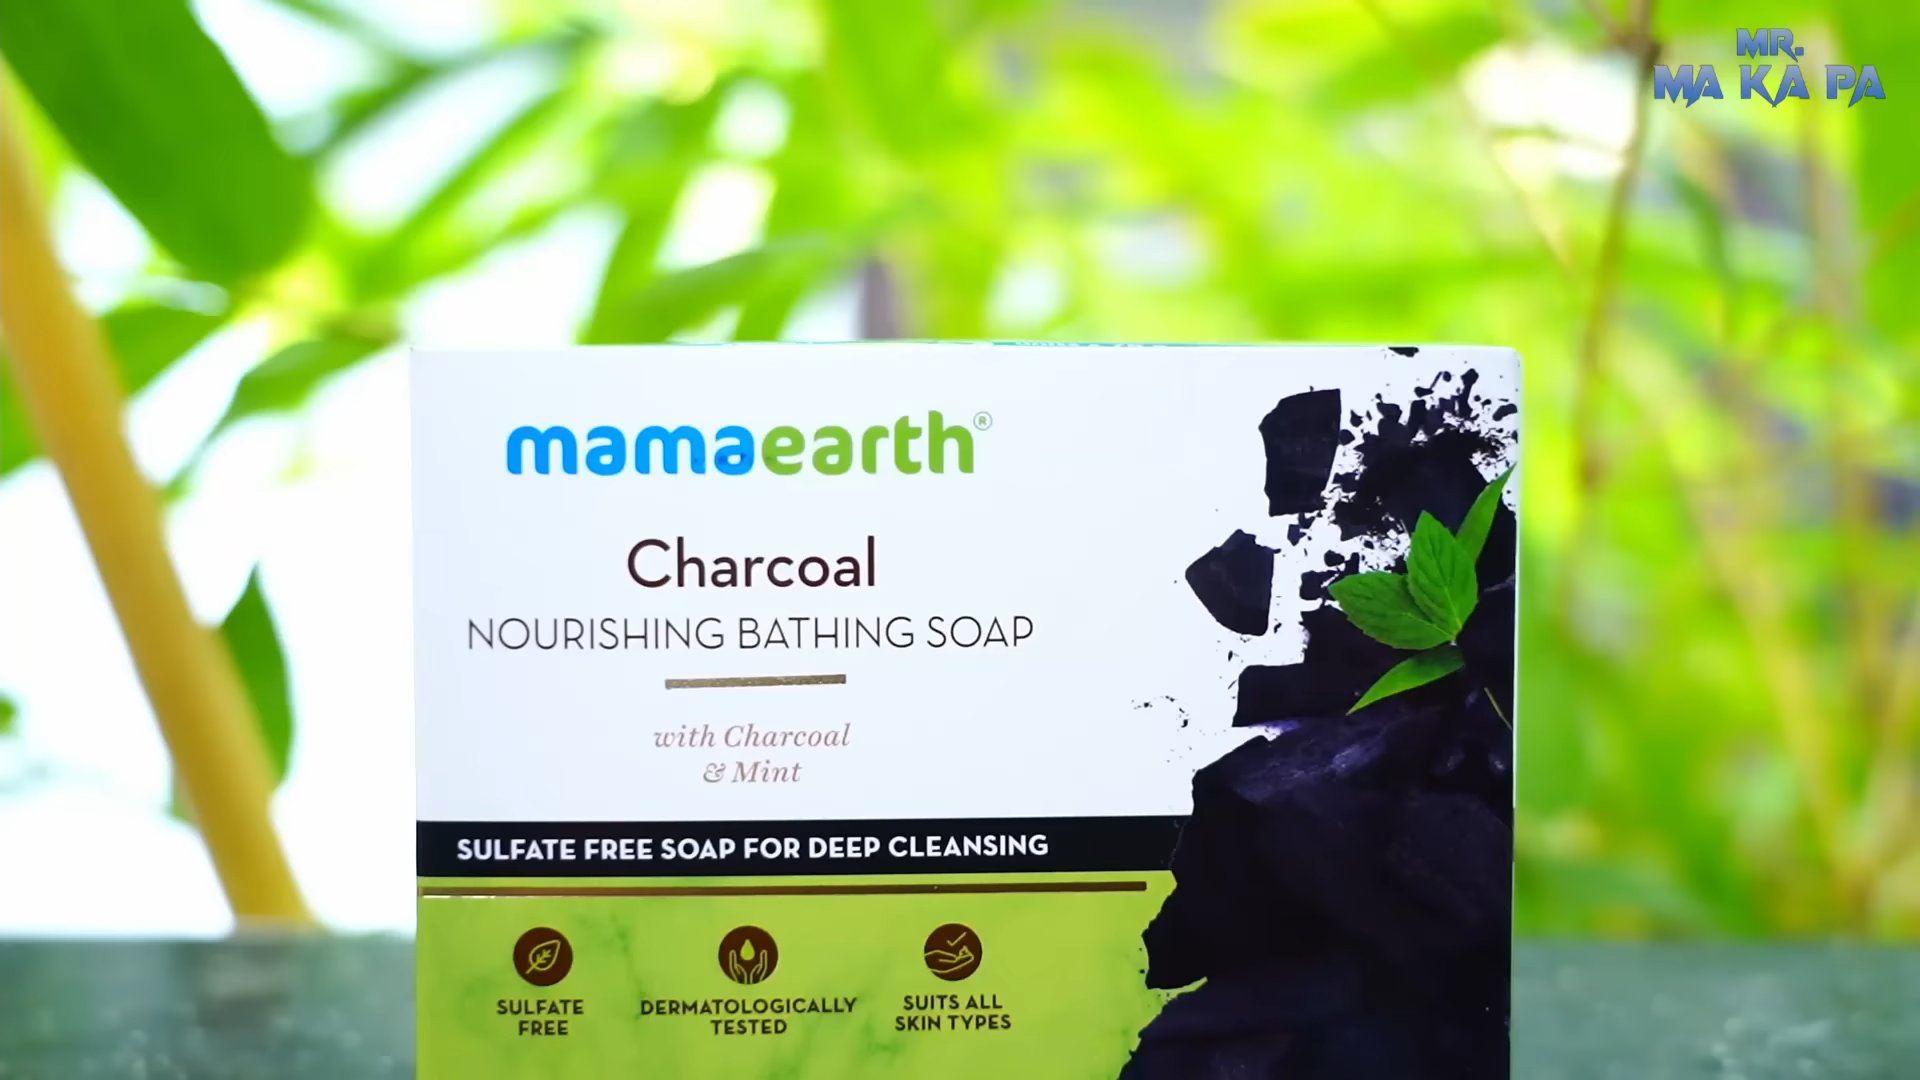 MR.
MA KA PA
mamaearth®
Charcoal
NOURISHING BATHING SOAP
with Charcoal
& Mint
SULFATE FREE SOAP FOR DEEP CLEANSING
SULFATE
FREE
DERMATOLOGICALLY
TESTED
SUITS ALL
SKIN TYPES